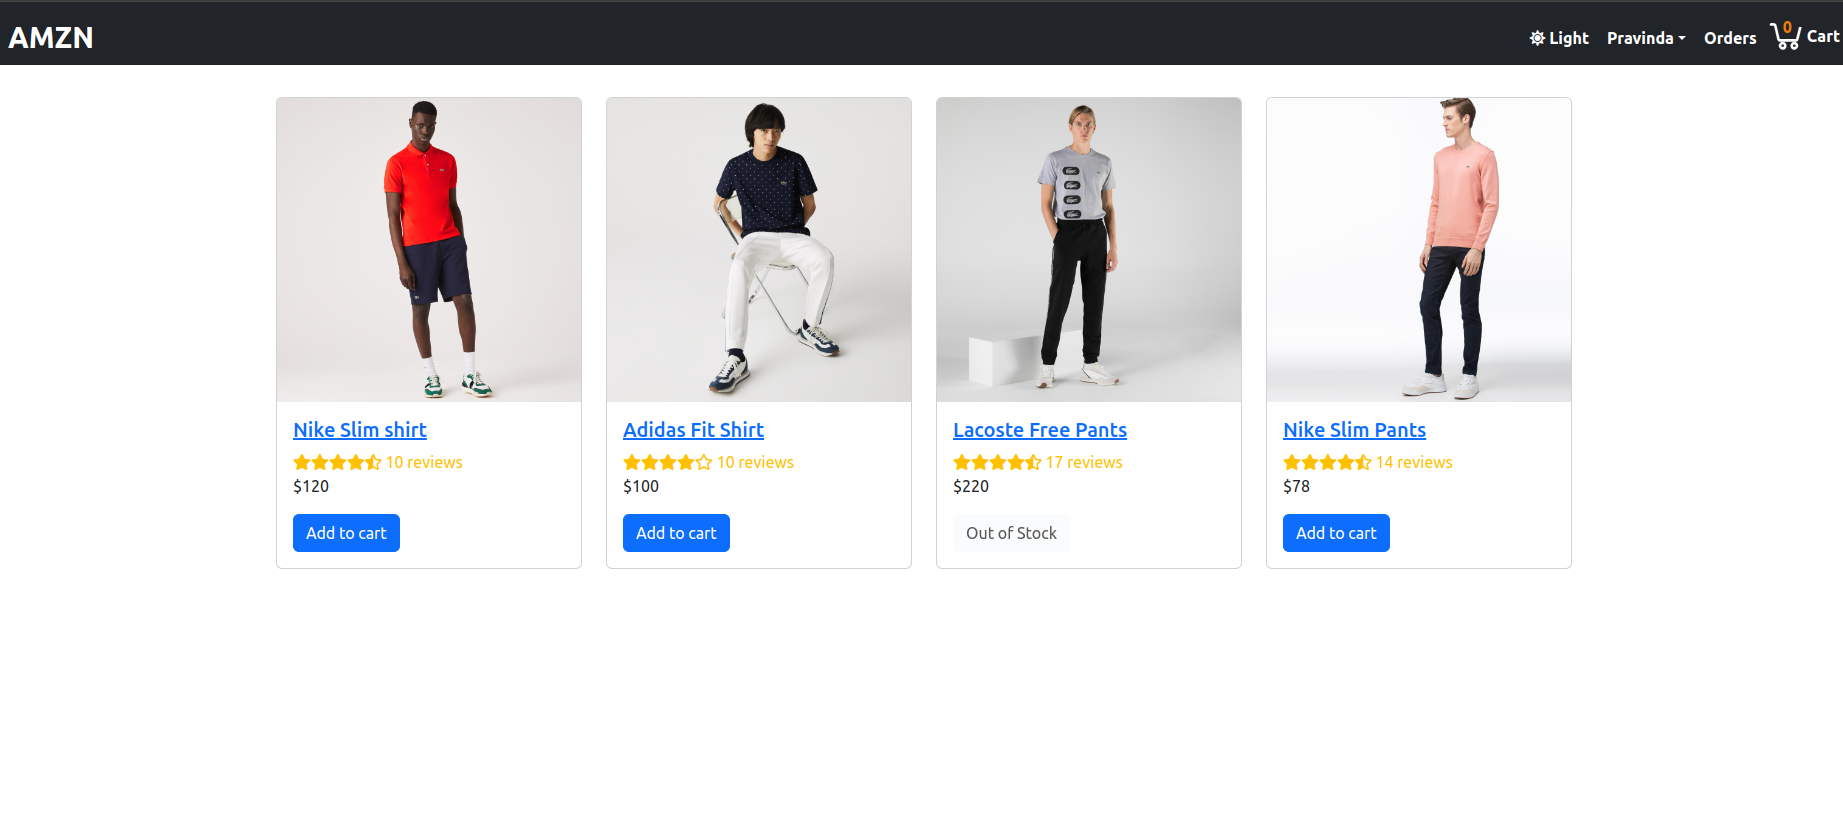 AMZN
Light Pravinda Orders 0 Cart
Nike Slim shirt
10 reviews
$120
Add to cart
Adidas Fit Shirt
10 reviews
$100
Add to cart
Lacoste Free Pants
17 reviews
$220
Out of Stock
Nike Slim Pants
14 reviews
$78
Add to cart